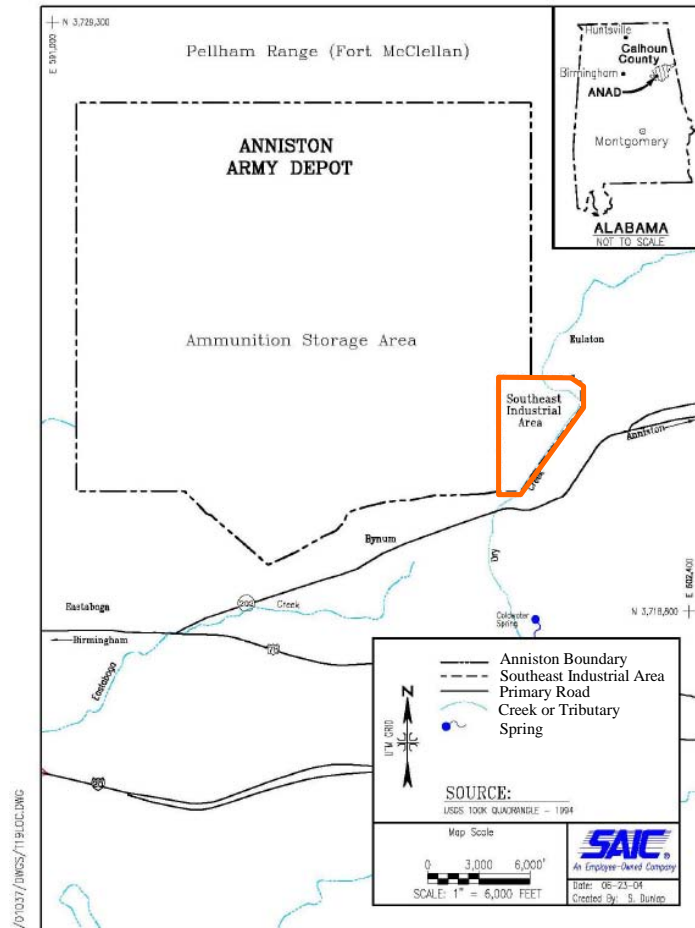 N 3,729,300
E 591,000
Pellham Range (Fort McClellan)
ANNISTON
ARMY DEPOT
Ammunition Storage Area
Huntsville
Calhoun
County
Birmingham
ANAD
Montgomery
ALABAMA
NOT TO SCALE
Eulaton
Southeast
Industrial
Area
Anniston
Creek
Bynum
Dry
Eastaboga
202
Creek
Birmingham
78
Eastaboga
Coldwater
Spring
N 3,718,800
E 602,400
20
Anniston Boundary
Southeast Industrial Area
Primary Road
Creek or Tributary
Spring
N
UTM GRID
SOURCE:
USGS 100K QUADRANGLE - 1994
Map Scale
0 3,000 6,000'
SCALE: 1" = 6,000 FEET
SAIC®
An Employee-Owned Company
Date: 06-23-04
Created By: S. Dunlop
/01037/DWGS/119LOC.DWG